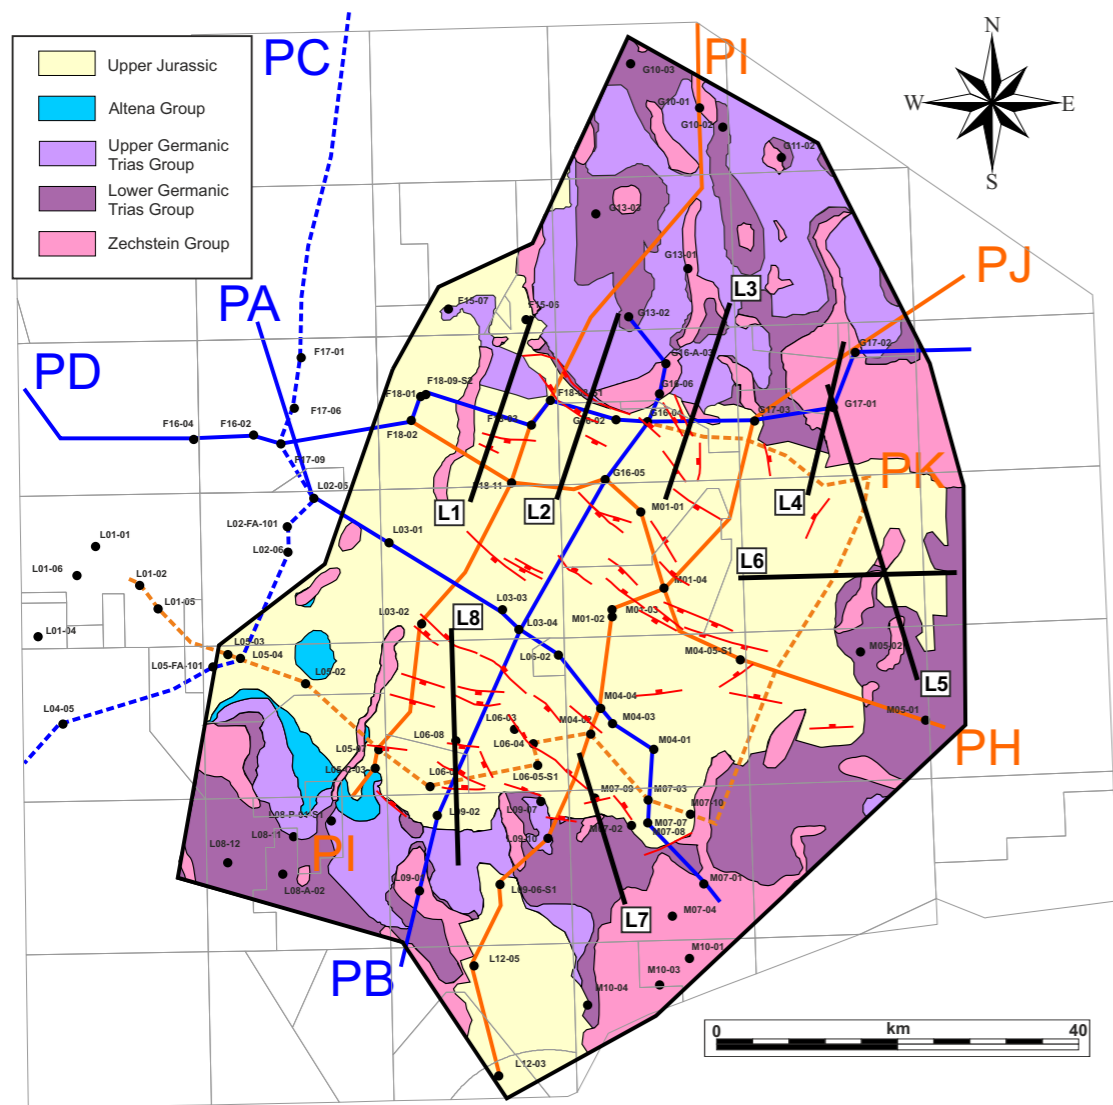 N
W
E
S
Upper Jurassic
Altena Group
Upper Germanic
Trias Group
Lower Germanic
Trias Group
Zechstein Group
PC
PI
PJ
PA
PD
PK
PH
PI
PB
G10-03
G10-01
G10-02
G11-02
G13-03
G13-01
L3
F15-07
F15-06
G13-02
F17-01
G16-A-03
G17-02
F18-01
F18-09-S2
G16-06
F17-06
G17-01
F16-04
F16-02
F18-02
G16-04
G17-03
F17-09
G16-05
L02-05
L1
L2
L4
M01-01
L02-FA-101
L03-01
L01-01
L02-06
L6
L01-06
L01-02
M01-04
L01-05
L03-03
M01-03
M01-02
L03-02
L8
L03-04
L01-04
L05-03
L05-04
L05-FA-101
L06-02
M04-05-S1
M05-02
L05-02
L5
L04-05
M04-04
M04-03
M05-01
L06-03
L06-08
L06-04
M04-01
L06-05-S1
M07-09
M07-03
L09-07
L09-02
M07-10
M07-07
M07-08
M07-02
L09-10
L08-12
L08-A-02
L09-06-S1
M07-01
L7
M07-04
M10-01
L12-05
M10-03
M10-04
L12-03
0
km
40